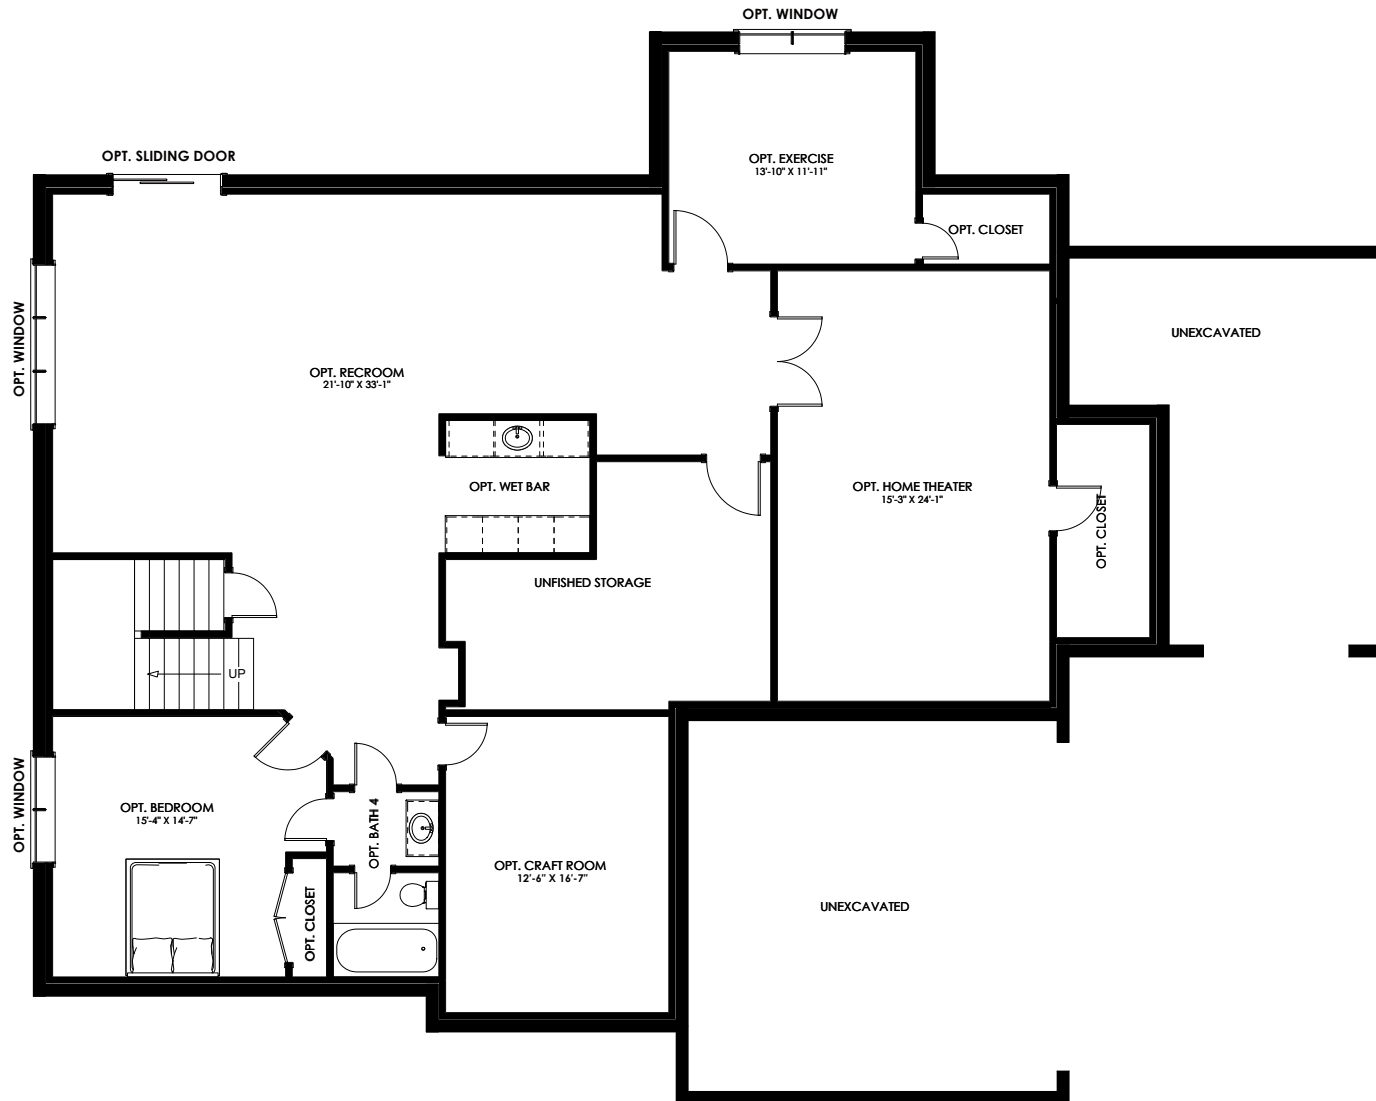 OPT. WINDOW
OPT. SLIDING DOOR
OPT. EXERCISE
13'-10" X 11'-11"
OPT. CLOSET
OPT. WINDOW
UNEXCAVATED
OPT. RECROOM
21'-10" X 33'-1"
OPT. WET BAR
OPT. HOME THEATER
15'-3" X 24'-1"
OPT. CLOSET
UNFISHED STORAGE
UP
OPT. WINDOW
OPT. BEDROOM
15'-4" X 14'-7"
OPT. BATH 4
OPT. CRAFT ROOM
12'-6" X 16'-7"
OPT. CLOSET
UNEXCAVATED